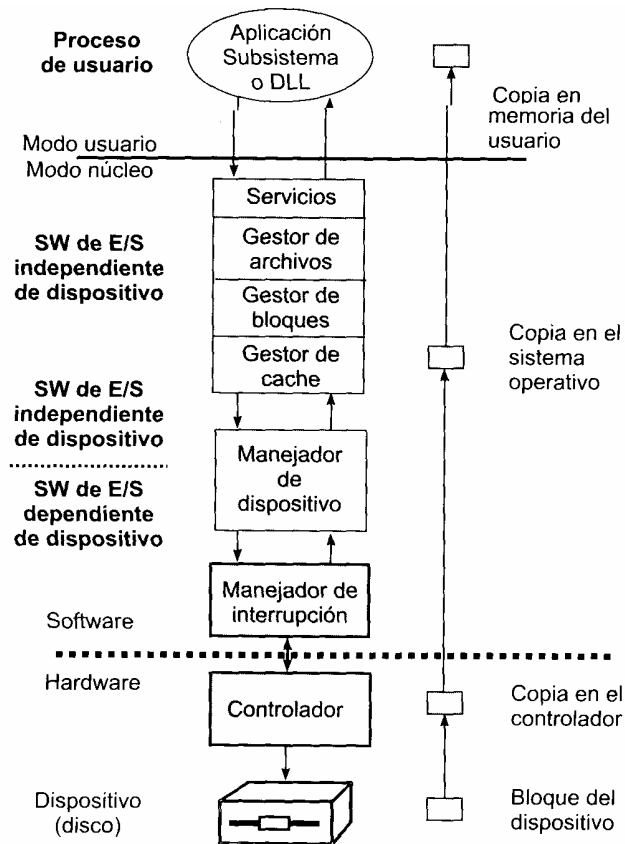 Proceso
de usuario
Aplicación
Subsistema
o DLL
Copia en
memoria del
usuario
Modo usuario
Modo núcleo
Servicios
SW de E/S
independiente
de dispositivo
Gestor de
archivos
Gestor de
bloques
Gestor de
cache
Copia en el
sistema
operativo
SW de E/S
independiente
de dispositivo
Manejador
de
dispositivo
SW de E/S
dependiente
de dispositivo
Manejador de
interrupción
Software
Hardware
Controlador
Copia en el
controlador
Dispositivo
(disco)
Bloque del
dispositivo